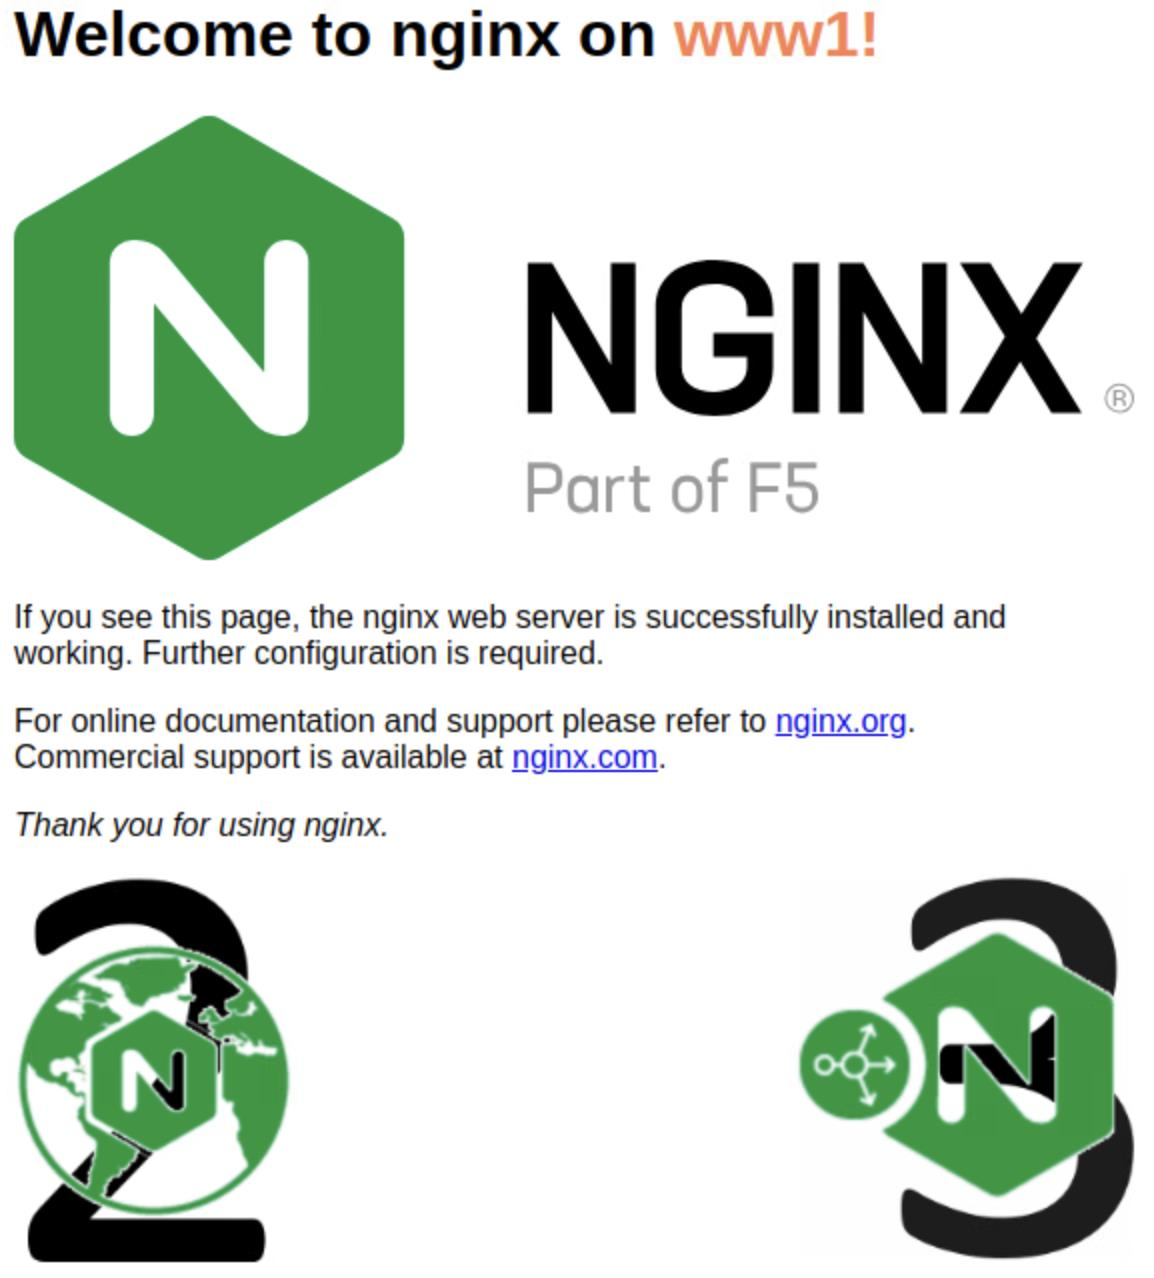 Welcome to nginx on www1!
N
NGINX ®
Part of F5
If you see this page, the nginx web server is successfully installed and
working. Further configuration is required.
For online documentation and support please refer to nginx.org.
Commercial support is available at nginx.com.
Thank you for using nginx.
2 N
3 N